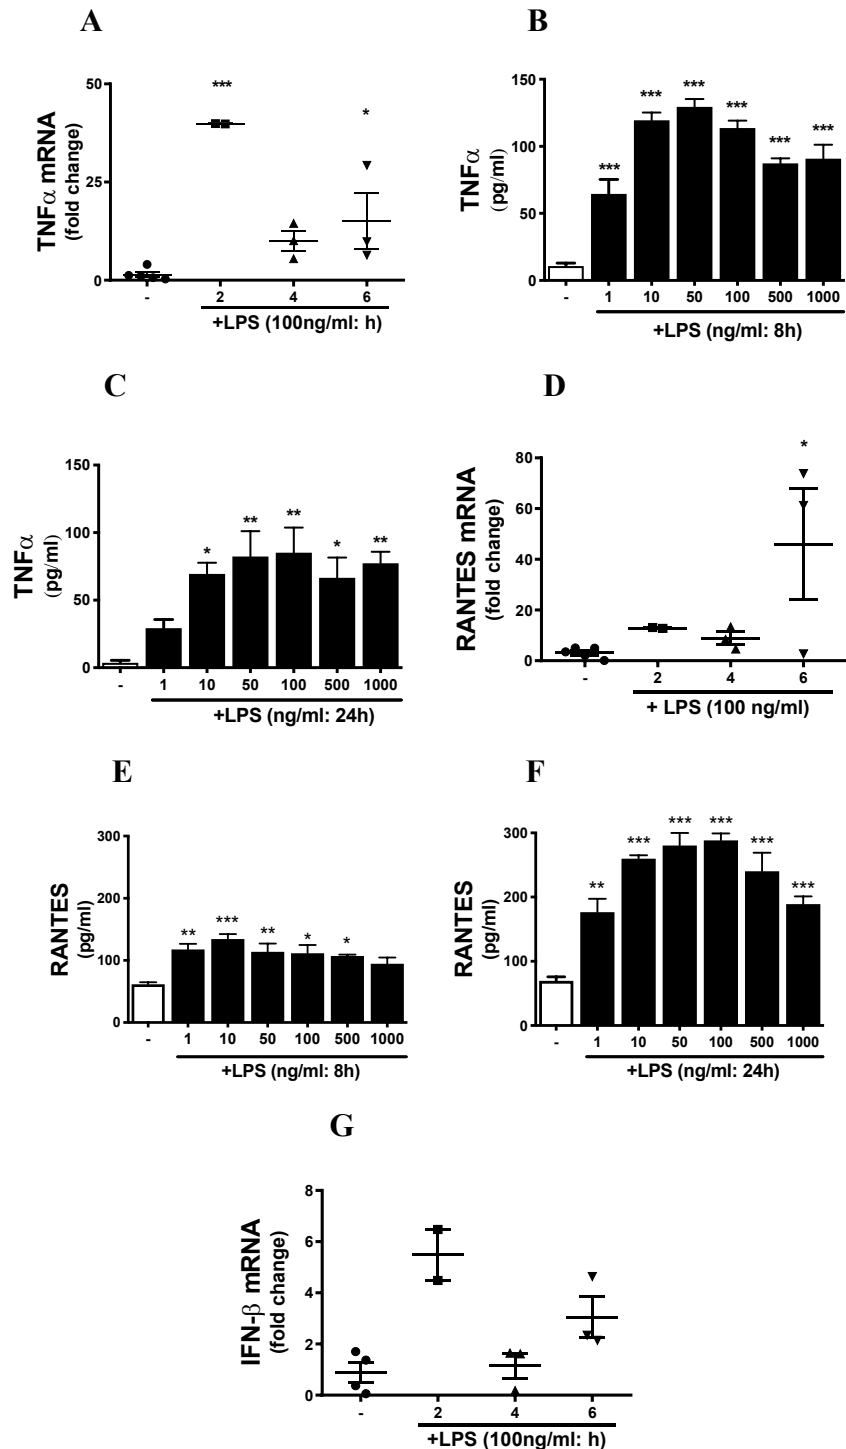 A
TNFα mRNA
(fold change)
50
25
0
***
*
- 2 4 6
+LPS (100ng/ml: h)
B
TNFα
(pg/ml)
150
100
50
0
*** *** *** *** *** ***
- 1 10 50 100 500 1000
+LPS (ng/ml: 8h)
C
TNFα
(pg/ml)
150
100
50
0
* ** ** * **
- 1 10 50 100 500 1000
+LPS (ng/ml: 24h)
D
RANTES mRNA
(fold change)
80
60
40
20
0
*
- 2 4 6
+ LPS (100 ng/ml)
E
RANTES
(pg/ml)
300
200
100
0
** *** ** * *
- 1 10 50 100 500 1000
+LPS (ng/ml: 8h)
F
RANTES
(pg/ml)
300
200
100
0
** *** *** *** *** ***
- 1 10 50 100 500 1000
+LPS (ng/ml: 24h)
G
IFN-β mRNA
(fold change)
8
6
4
2
0
- 2 4 6
+LPS (100ng/ml: h)